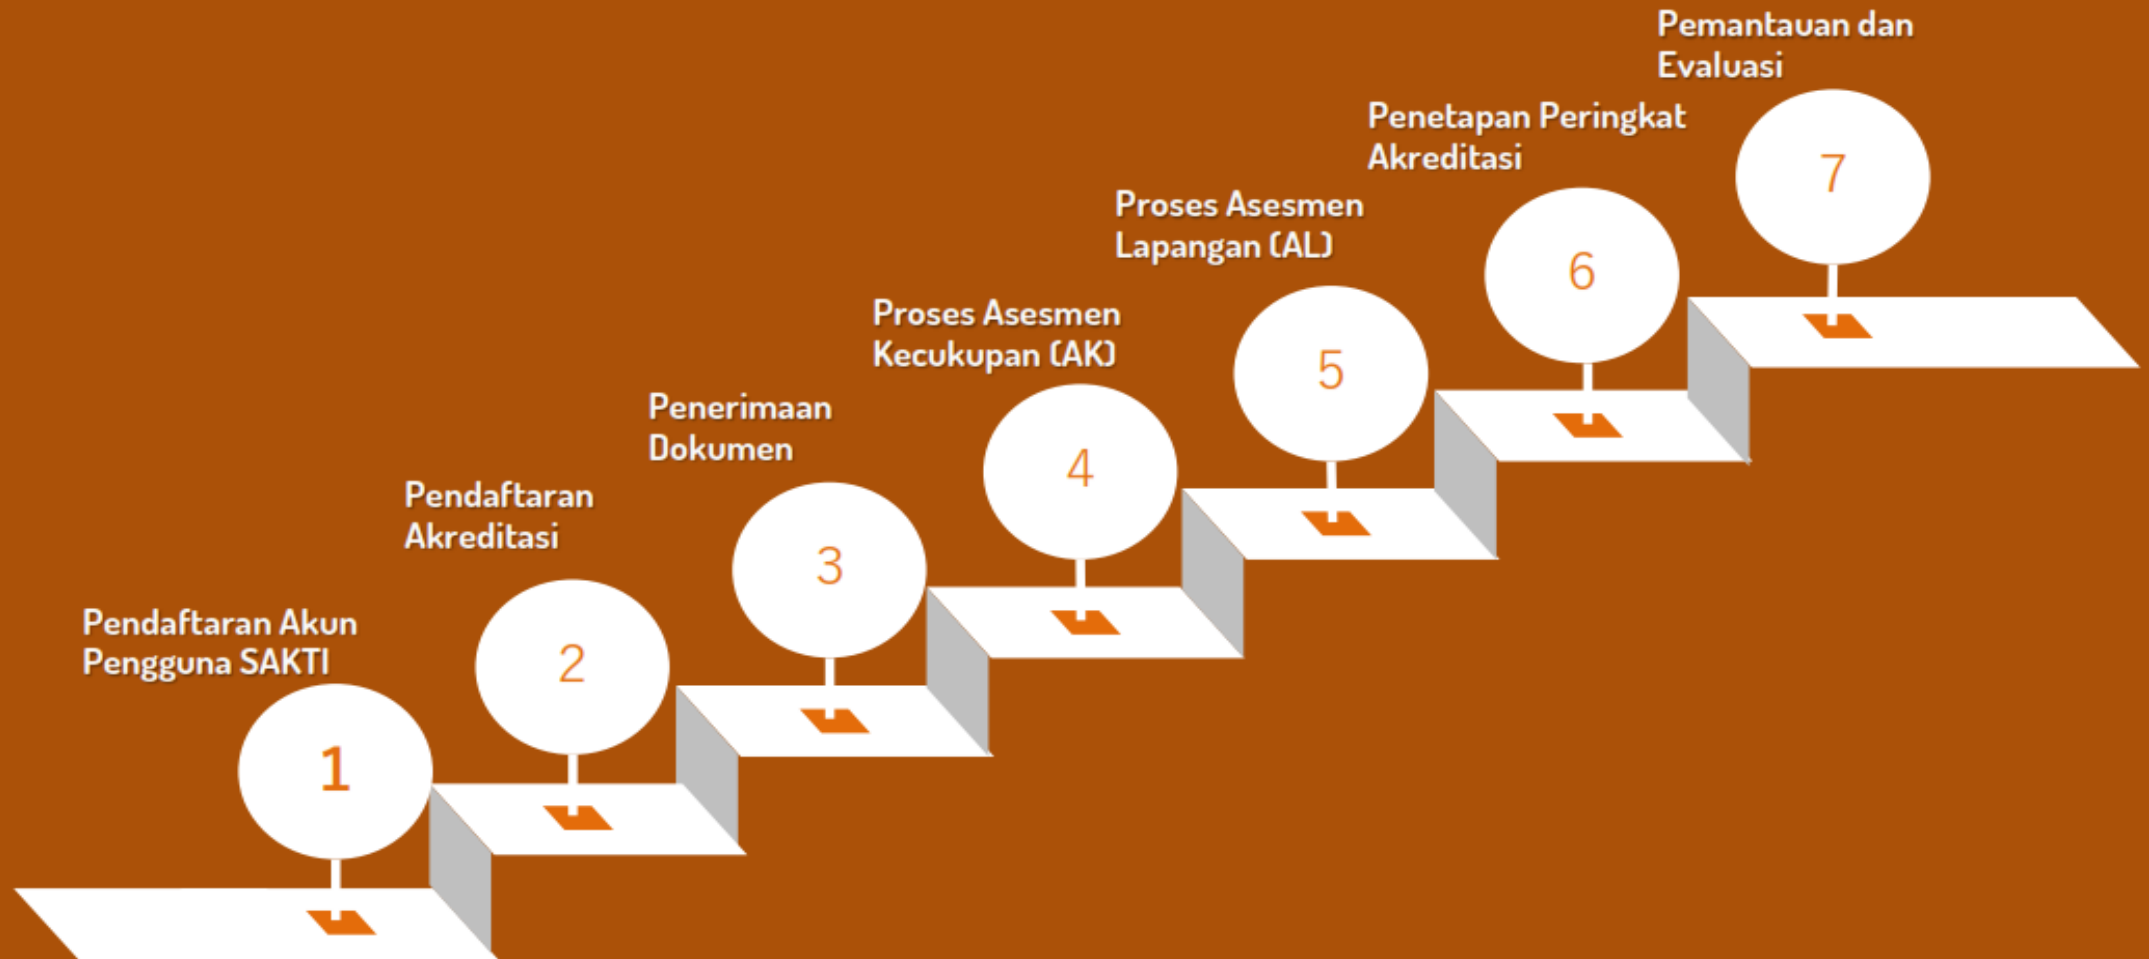 Pendaftaran Akun
Pengguna SAKTI
1
Pendaftaran
Akreditasi
2
Penerimaan
Dokumen
3
Proses Asesmen
Kecukupan (AK)
4
Proses Asesmen
Lapangan (AL)
5
Penetapan Peringkat
Akreditasi
6
Pemantauan dan
Evaluasi
7